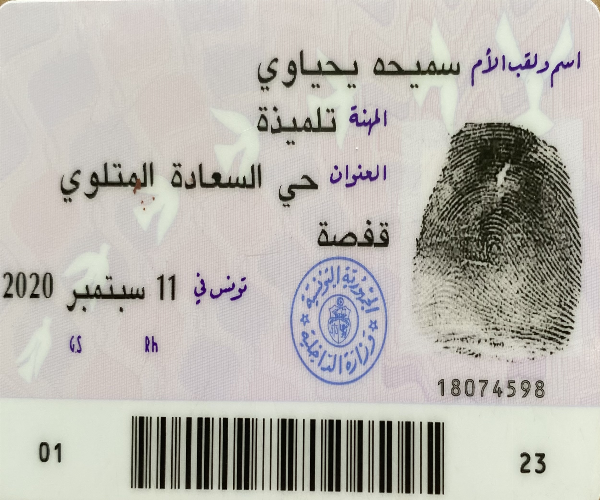 اسم ولقب الأم سميحه يحياوي
المهنة تلميذة
العنوان حي السعادة المتلوي
قفصة
تونس في 11 سبتمبر 2020
G.S Rh
الجمهورية التونسية
وزارة الداخلية
18074598
01 23